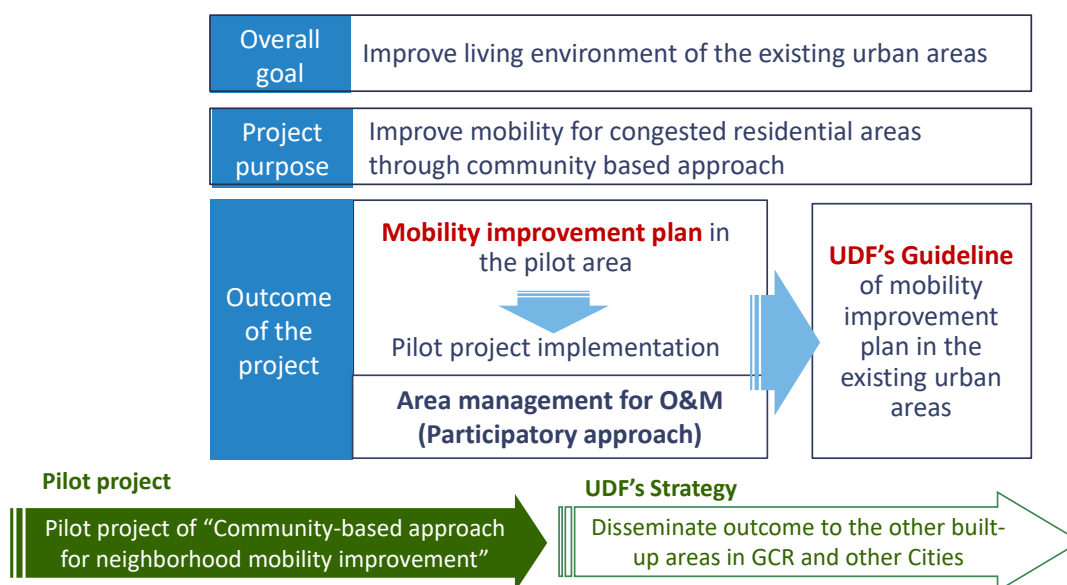 Overall
goal
Improve living environment of the existing urban areas
Project
purpose
Improve mobility for congested residential areas
through community based approach
Outcome
of the
project
Mobility improvement plan in
the pilot area
Pilot project implementation
Area management for O&M
(Participatory approach)
UDF’s Guideline
of mobility
improvement
plan in the
existing urban
areas
Pilot project
Pilot project of “Community-based approach
for neighborhood mobility improvement”
UDF’s Strategy
Disseminate outcome to the other built-
up areas in GCR and other Cities